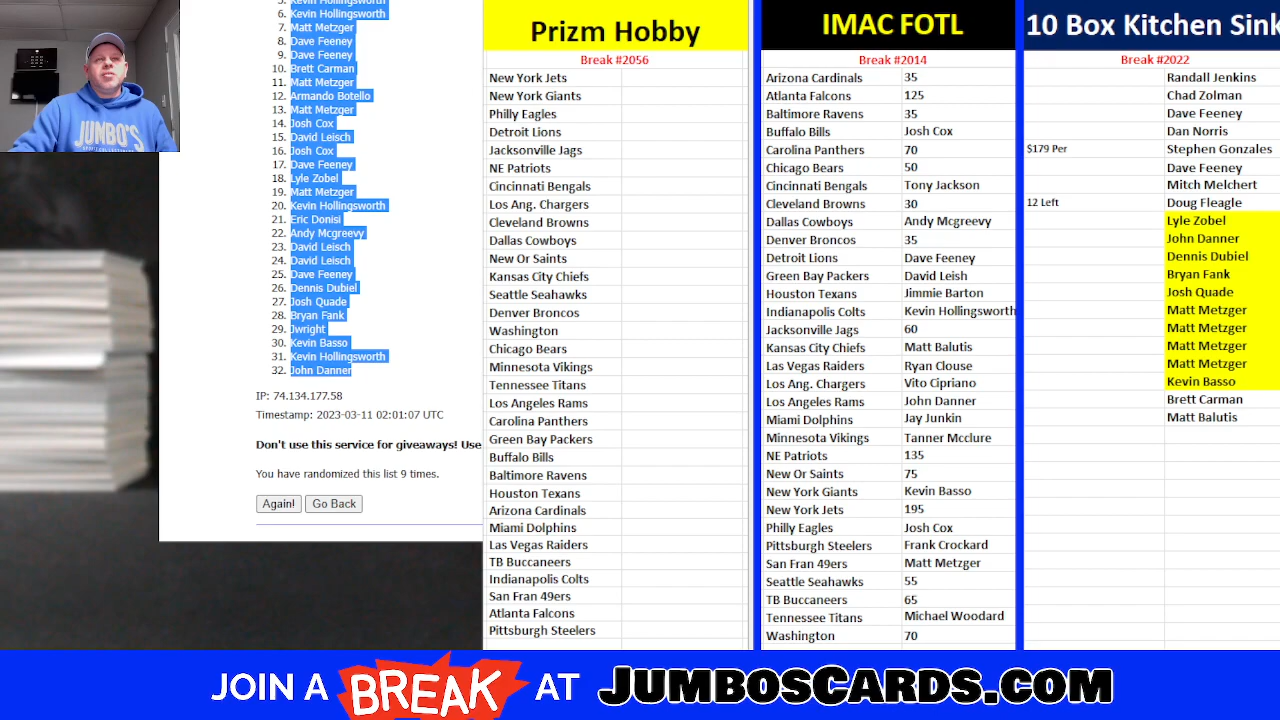 5. Kevin Hollingsworth
6. Kevin Hollingsworth
7. Matt Metzger
8. Dave Feeney
9. Dave Feeney
10. Brett Carman
11. Matt Metzger
12. Armando Botello
13. Matt Metzger
14. Josh Cox
15. David Leisch
16. Josh Cox
17. Dave Feeney
18. Lyle Zobel
19. Matt Metzger
20. Kevin Hollingsworth
21. Eric Donisi
22. Andy Mcgreevy
23. David Leisch
24. David Leisch
25. Dave Feeney
26. Dennis Dubiel
27. Josh Quade
28. Bryan Fank
29. Jwright
30. Kevin Basso
31. Kevin Hollingsworth
32. John Danner
IP: 74.134.177.58
Timestamp: 2023-03-11 02:01:07 UTC
Don't use this service for giveaways! Use
You have randomized this list 9 times.
Again! Go Back
JUMBO'S
Prizm Hobby
Break #2056
New York Jets
New York Giants
Philly Eagles
Detroit Lions
Jacksonville Jags
NE Patriots
Cincinnati Bengals
Los Ang. Chargers
Cleveland Browns
Dallas Cowboys
New Or Saints
Kansas City Chiefs
Seattle Seahawks
Denver Broncos
Washington
Chicago Bears
Minnesota Vikings
Tennessee Titans
Los Angeles Rams
Carolina Panthers
Green Bay Packers
Buffalo Bills
Baltimore Ravens
Houston Texans
Arizona Cardinals
Miami Dolphins
Las Vegas Raiders
TB Buccaneers
Indianapolis Colts
San Fran 49ers
Atlanta Falcons
Pittsburgh Steelers
IMAC FOTL
Break #2014
Arizona Cardinals 35
Atlanta Falcons 125
Baltimore Ravens 35
Buffalo Bills Josh Cox
Carolina Panthers 70
Chicago Bears 50
Cincinnati Bengals Tony Jackson
Cleveland Browns 30
Dallas Cowboys Andy Mcgreevy
Denver Broncos 35
Detroit Lions Dave Feeney
Green Bay Packers David Leish
Houston Texans Jimmie Barton
Indianapolis Colts Kevin Hollingsworth
Jacksonville Jags 60
Kansas City Chiefs Matt Balutis
Las Vegas Raiders Ryan Clouse
Los Ang. Chargers Vito Cipriano
Los Angeles Rams John Danner
Miami Dolphins Jay Junkin
Minnesota Vikings Tanner Mcclure
NE Patriots 135
New Or Saints 75
New York Giants Kevin Basso
New York Jets 195
Philly Eagles Josh Cox
Pittsburgh Steelers Frank Crockard
San Fran 49ers Matt Metzger
Seattle Seahawks 55
TB Buccaneers 65
Tennessee Titans Michael Woodard
Washington 70
10 Box Kitchen Sink
Break #2022
Randall Jenkins
Chad Zolman
Dave Feeney
Dan Norris
$179 Per Stephen Gonzales
Dave Feeney
Mitch Melchert
12 Left Doug Fleagle
Lyle Zobel
John Danner
Dennis Dubiel
Bryan Fank
Josh Quade
Matt Metzger
Matt Metzger
Matt Metzger
Matt Metzger
Kevin Basso
Brett Carman
Matt Balutis
JOIN A BREAK AT JUMBOSCARDS.COM